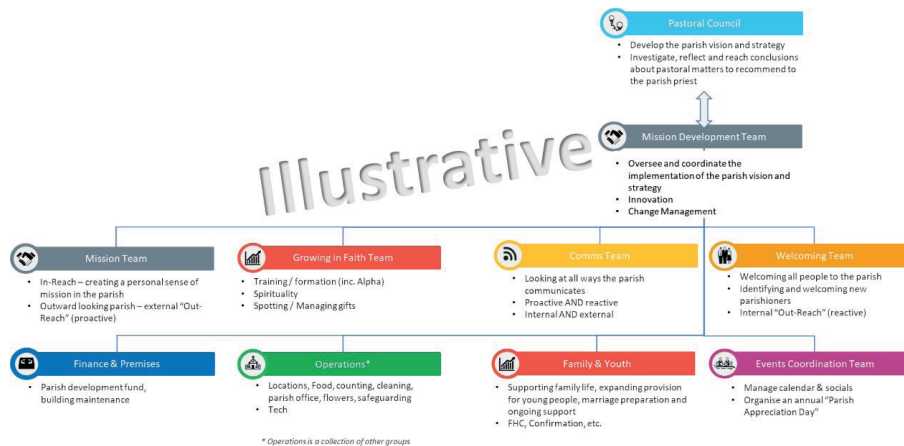 Pastoral Council
• Develop the parish vision and strategy
• Investigate, reflect and reach conclusions
about pastoral matters to recommend to
the parish priest
Illustrative
Mission Development Team
• Oversee and coordinate the
implementation of the parish vision and
strategy
• Innovation
• Change Management
Mission Team
• In-Reach – creating a personal sense of
mission in the parish
• Outward looking parish – external “Out-
Reach” (proactive)
Growing in Faith Team
• Training / formation (inc. Alpha)
• Spirituality
• Spotting / Managing gifts
Comms Team
• Looking at all ways the parish
communicates
• Proactive AND reactive
• Internal AND external
Welcoming Team
• Welcoming all people to the parish
• Identifying and welcoming new
parishioners
• Internal “Out-Reach” (reactive)
Finance & Premises
• Parish development fund,
building maintenance
Operations*
• Locations, Food, counting, cleaning,
parish office, flowers, safeguarding
• Tech
Family & Youth
• Supporting family life, expanding provision
for young people, marriage preparation and
ongoing support
• FHC, Confirmation, etc.
Events Coordination Team
• Manage calendar & socials
• Organise an annual “Parish
Appreciation Day”
* Operations is a collection of other groups